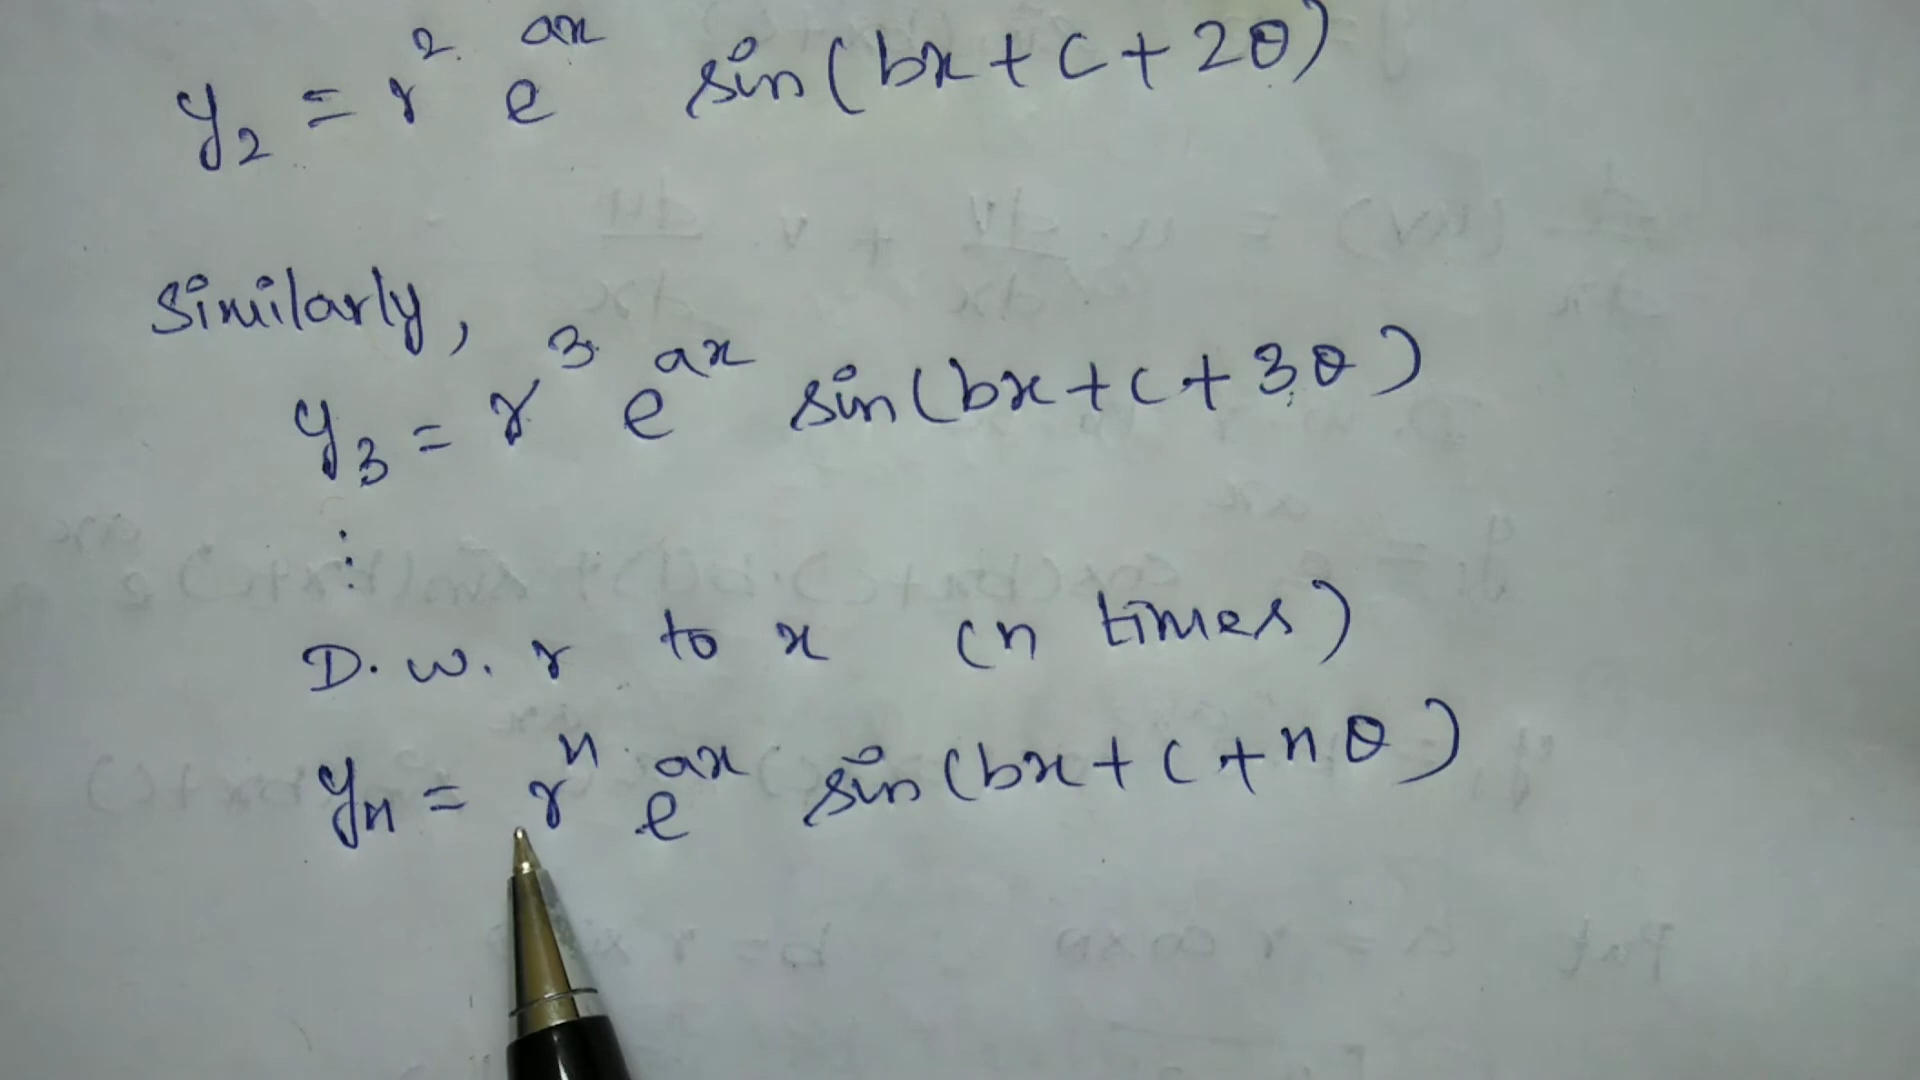 y₂ = r² e^ax sin(bx+c+2θ)
Similarly,
y₃ = r³ e^ax sin(bx+c+3θ)
⋮
D. w. r to x (n times)
yₙ = rⁿ e^ax sin(bx+c+nθ)